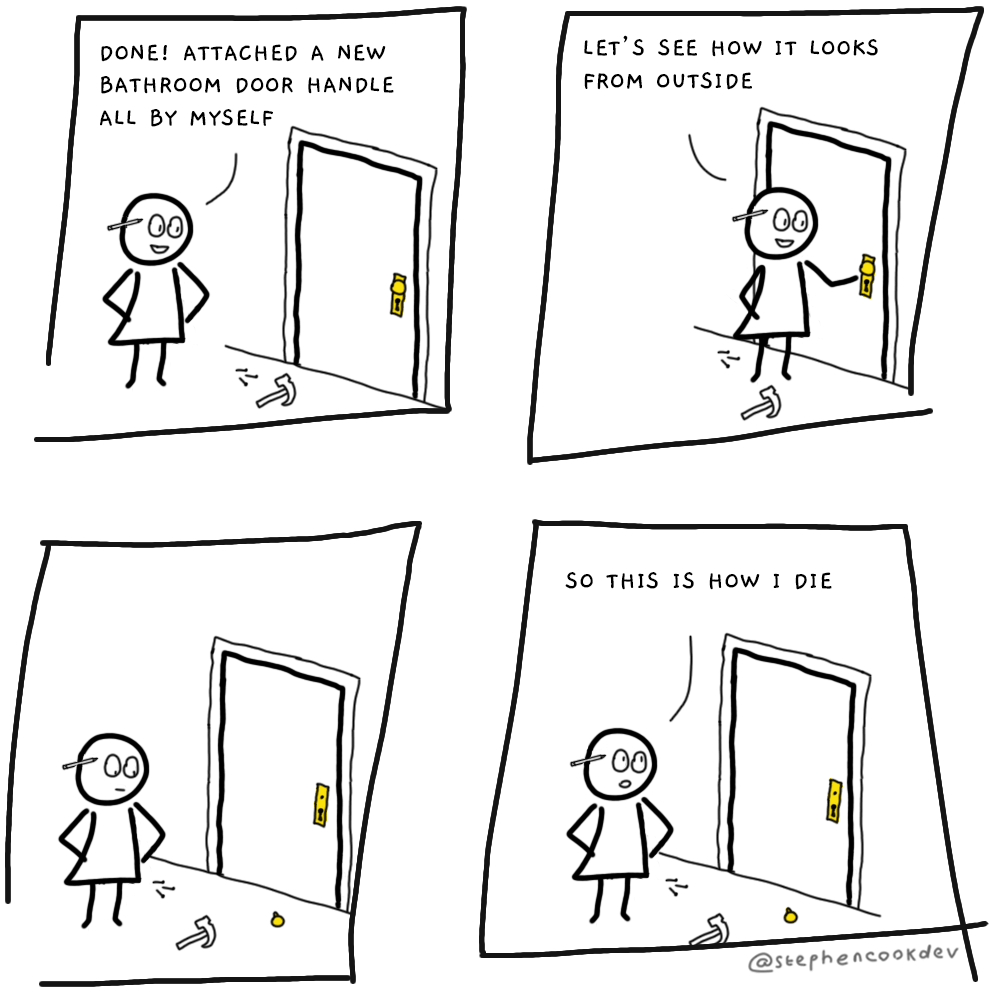 DONE! ATTACHED A NEW
BATHROOM DOOR HANDLE
ALL BY MYSELF
LET'S SEE HOW IT LOOKS
FROM OUTSIDE
SO THIS IS HOW I DIE
@stephencookdev